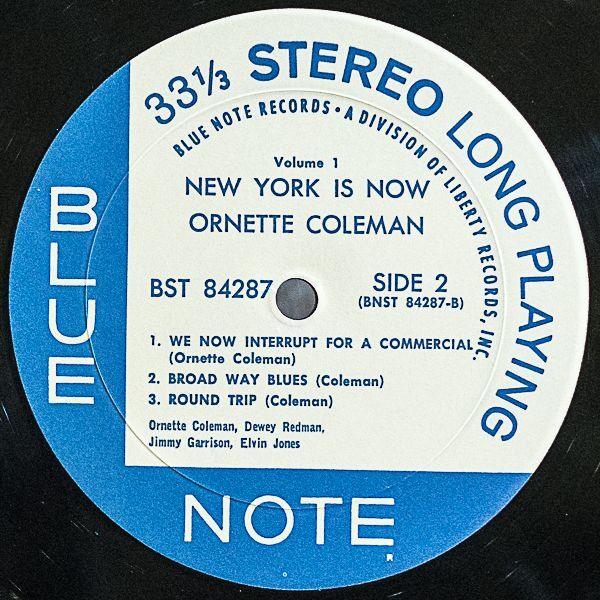 33⅓ STEREO LONG PLAYING
BLUE NOTE RECORDS • A DIVISION OF LIBERTY RECORDS, INC.
Volume 1
NEW YORK IS NOW
ORNETTE COLEMAN
BST 84287
SIDE 2
(BNST 84287-B)
1. WE NOW INTERRUPT FOR A COMMERCIAL
(Ornette Coleman)
2. BROAD WAY BLUES (Coleman)
3. ROUND TRIP (Coleman)
Ornette Coleman, Dewey Redman,
Jimmy Garrison, Elvin Jones
BLUE
NOTE